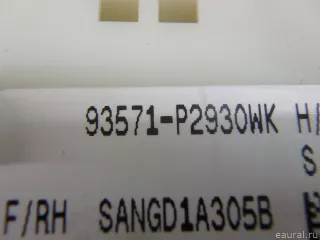 93571-P2930WK H/
S
F/RH SANGD1A305B
eaural.ru